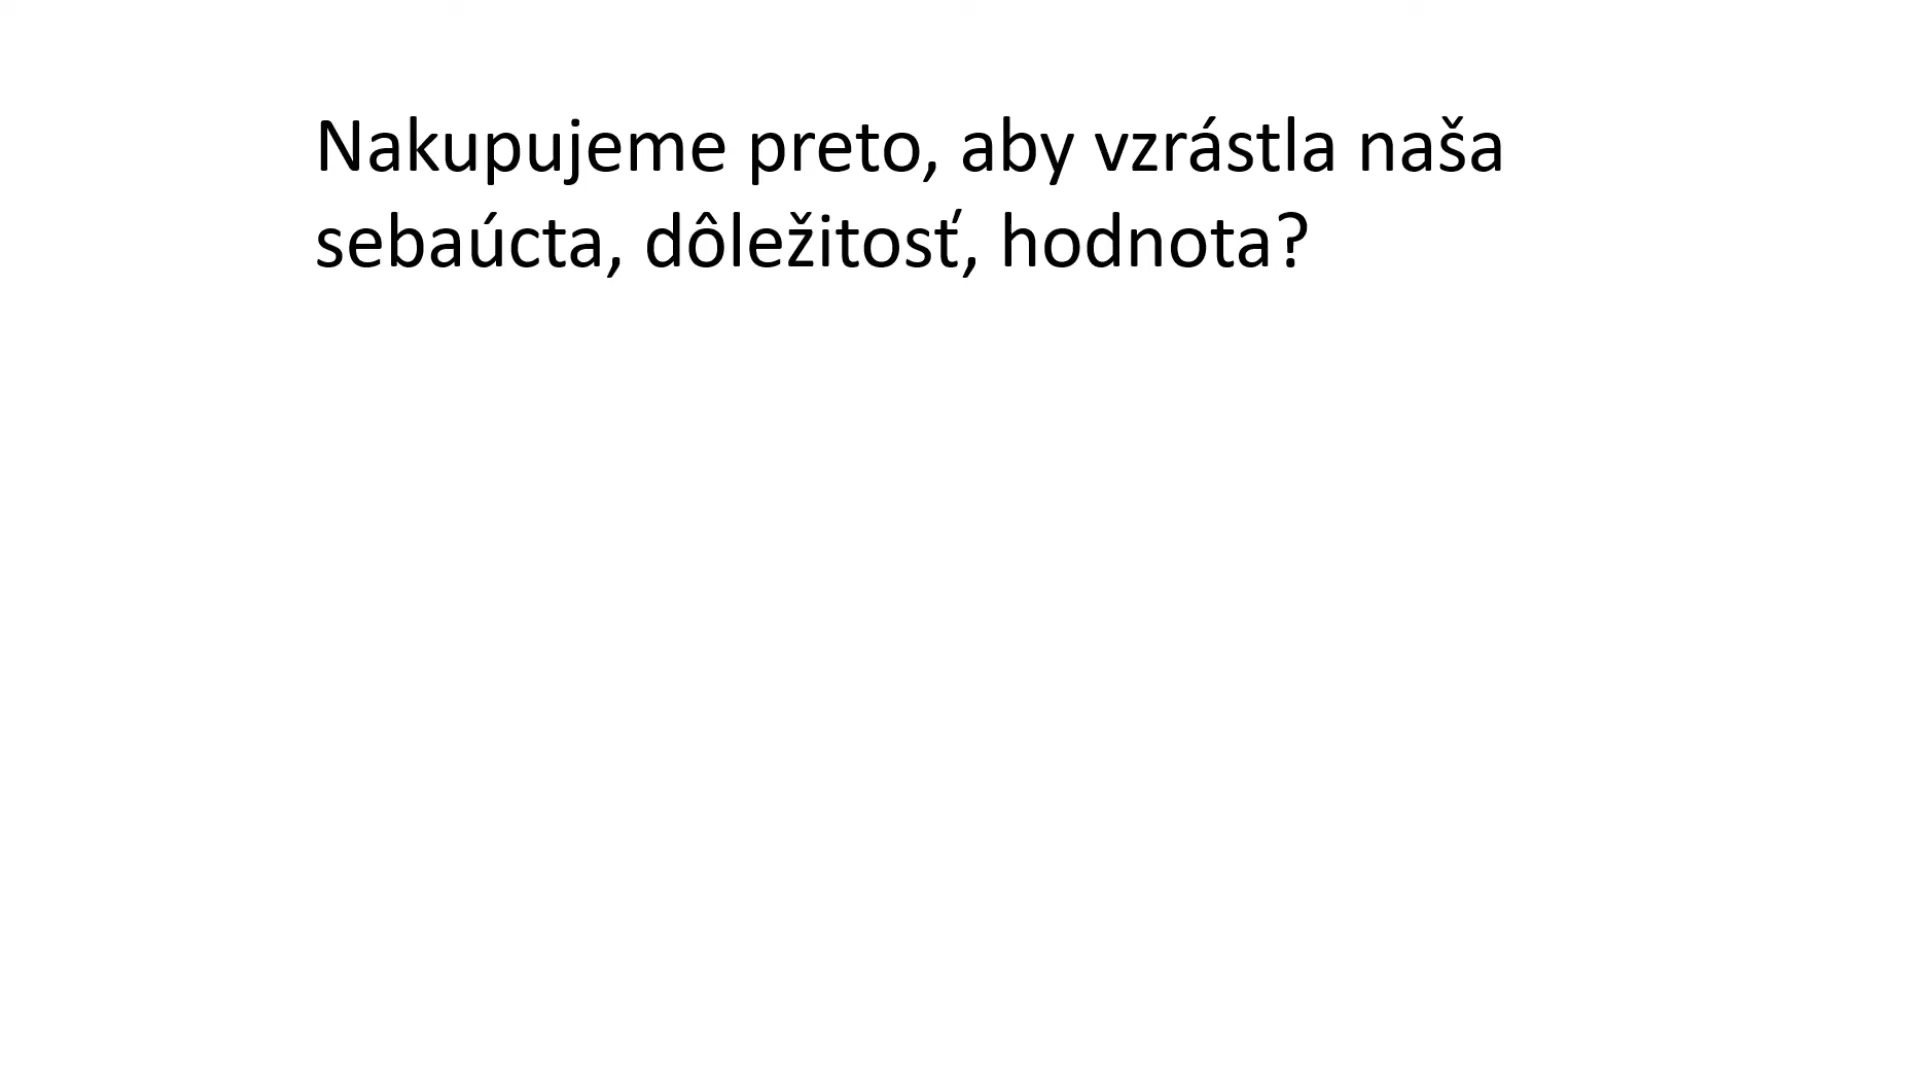 Nakupujeme preto, aby vzrástla naša
sebaúcta, dôležitosť, hodnota?